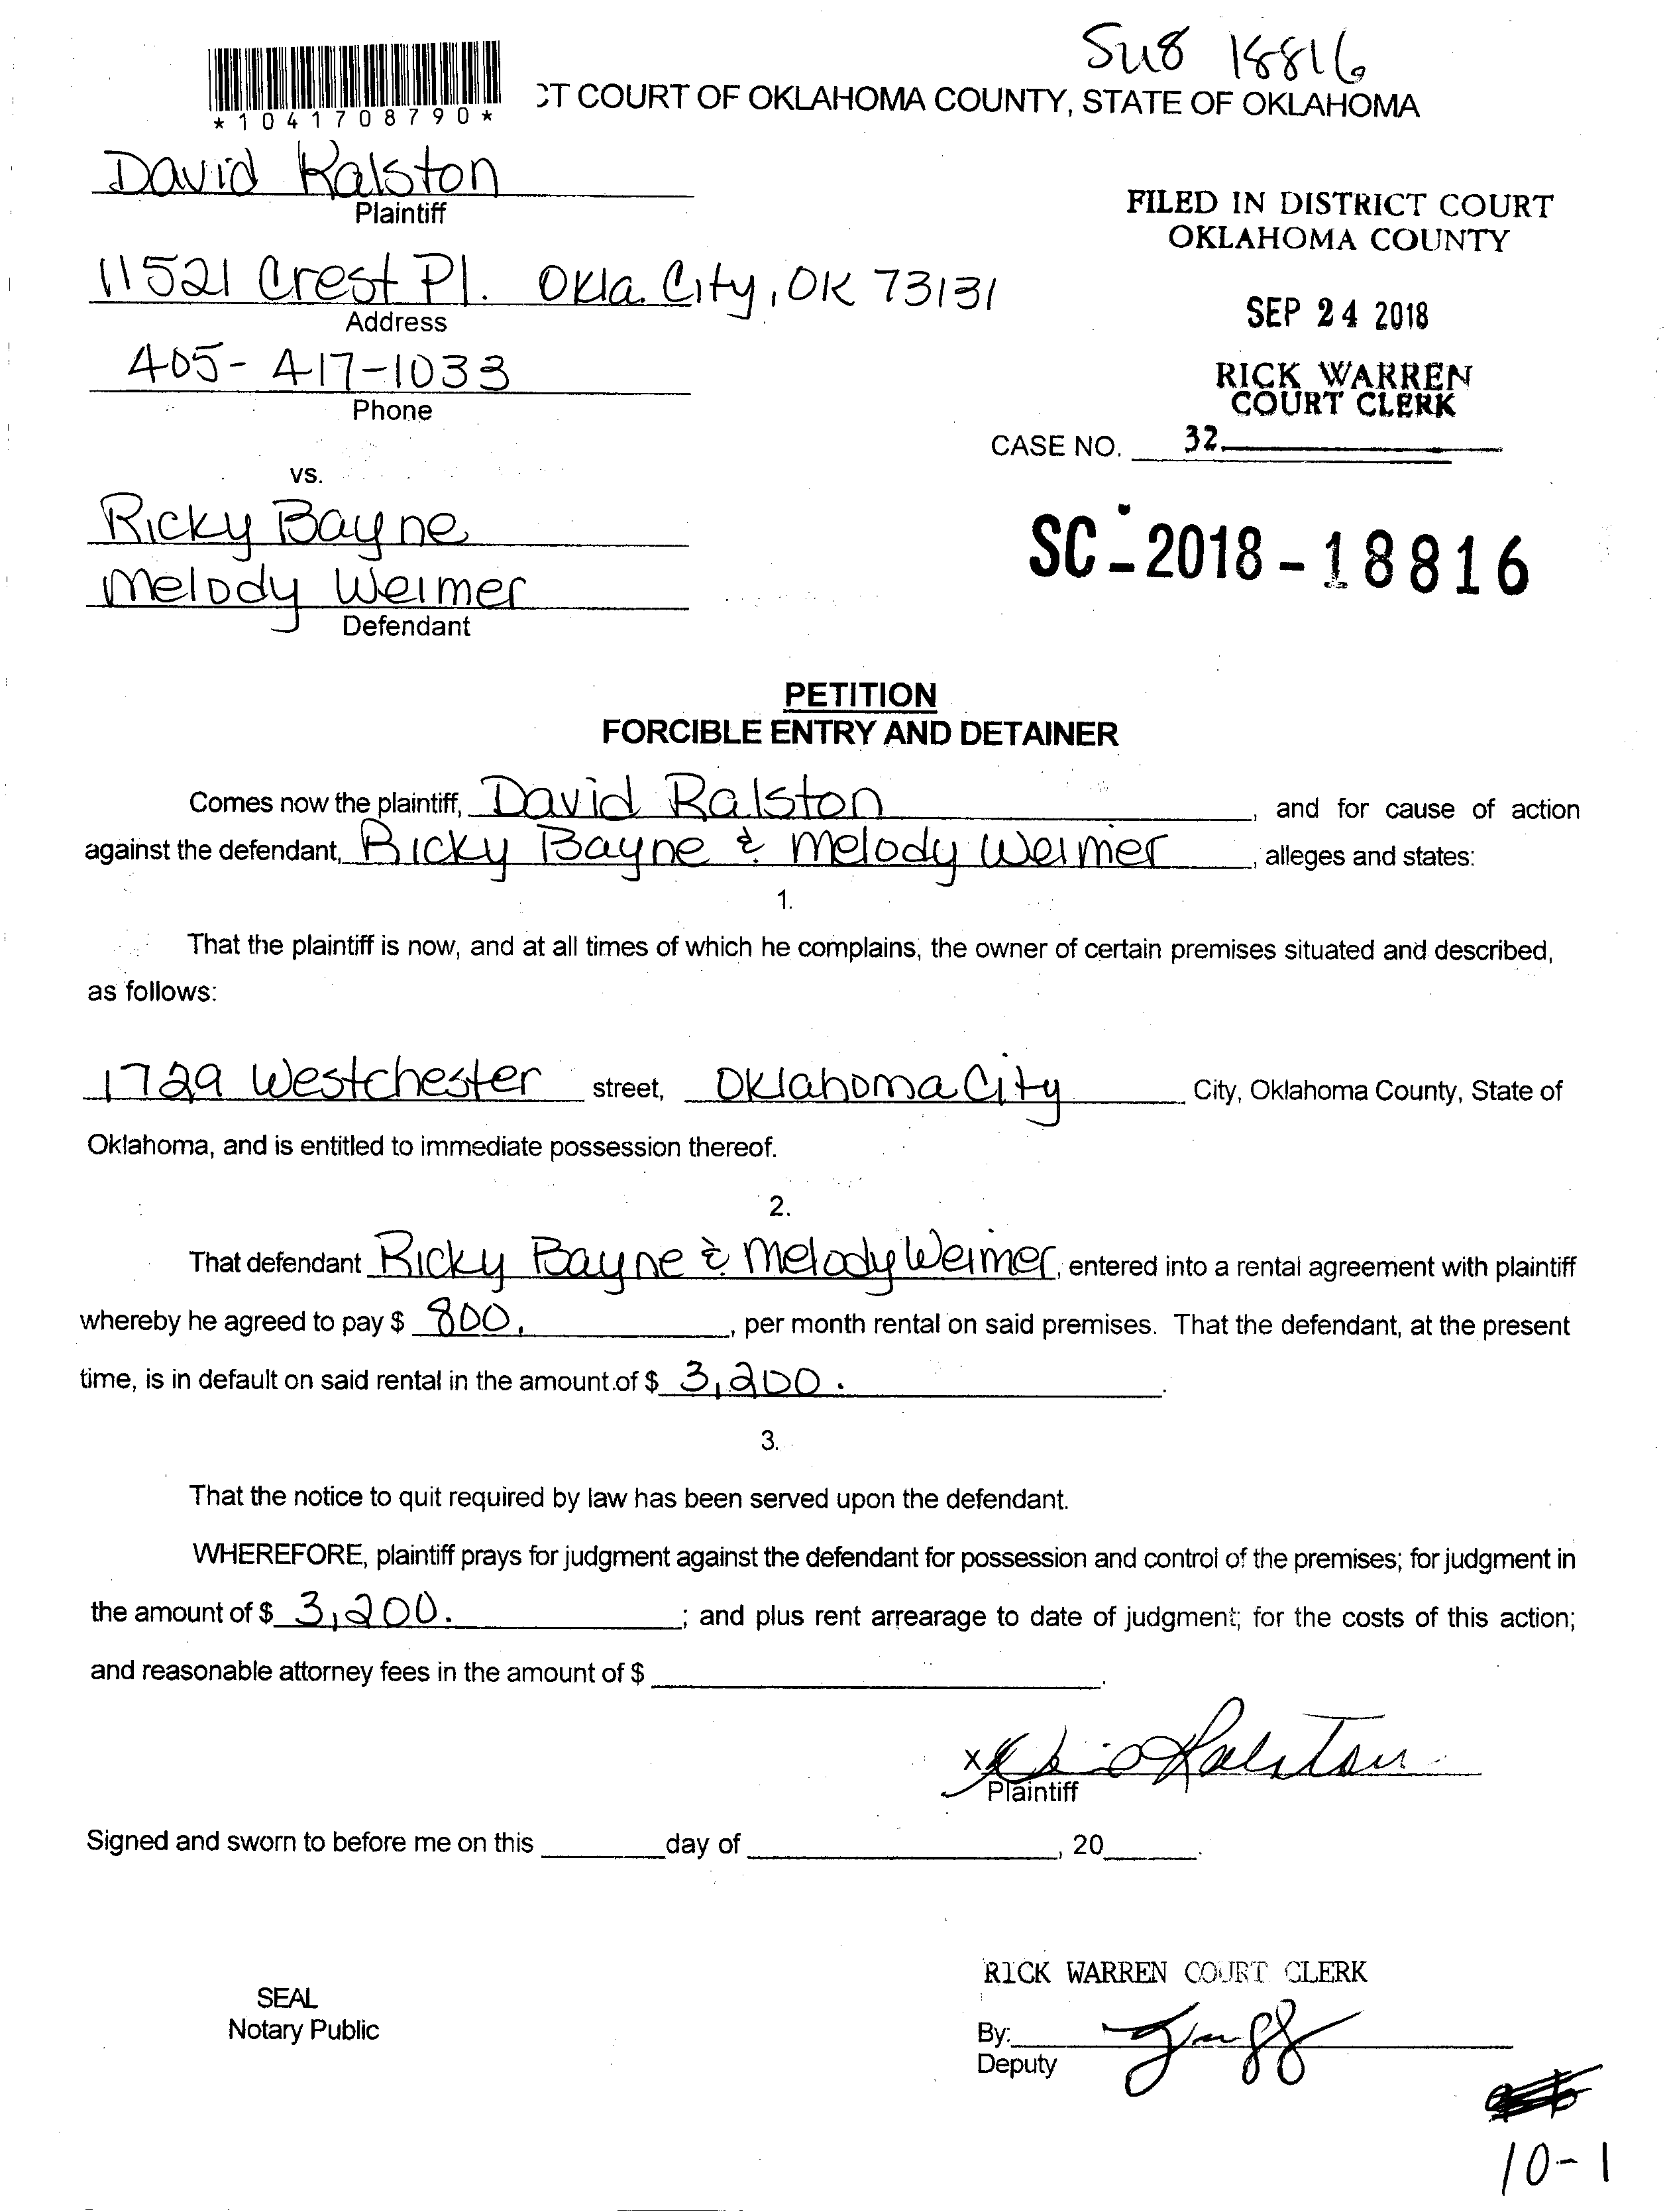 Su8 18816
*1041708790*
CT COURT OF OKLAHOMA COUNTY, STATE OF OKLAHOMA
David Ralston
Plaintiff
FILED IN DISTRICT COURT
OKLAHOMA COUNTY
11521 Crest Pl. Okla. City, OK 73131
Address
SEP 24 2018
405-417-1033
Phone
RICK WARREN
COURT CLERK
CASE NO. 32
vs.
Ricky Bayne
Melody Weimer
Defendant
SC-2018-18816
PETITION
FORCIBLE ENTRY AND DETAINER
Comes now the plaintiff, David Ralston, and for cause of action
against the defendant, Ricky Bayne & Melody Weimer, alleges and states:
1.
That the plaintiff is now, and at all times of which he complains, the owner of certain premises situated and described,
as follows:
1729 Westchester street, Oklahoma City City, Oklahoma County, State of
Oklahoma, and is entitled to immediate possession thereof.
2.
That defendant Ricky Bayne & Melody Weimer, entered into a rental agreement with plaintiff
whereby he agreed to pay $ 800. , per month rental on said premises. That the defendant, at the present
time, is in default on said rental in the amount of $ 3,200. .
3.
That the notice to quit required by law has been served upon the defendant.
WHEREFORE, plaintiff prays for judgment against the defendant for possession and control of the premises; for judgment in
the amount of $ 3,200. ; and plus rent arrearage to date of judgment; for the costs of this action;
and reasonable attorney fees in the amount of $ .
x David Ralston
Plaintiff
Signed and sworn to before me on this ____ day of ____, 20____.
RICK WARREN COURT CLERK
SEAL
Notary Public
By:
Deputy
10-1